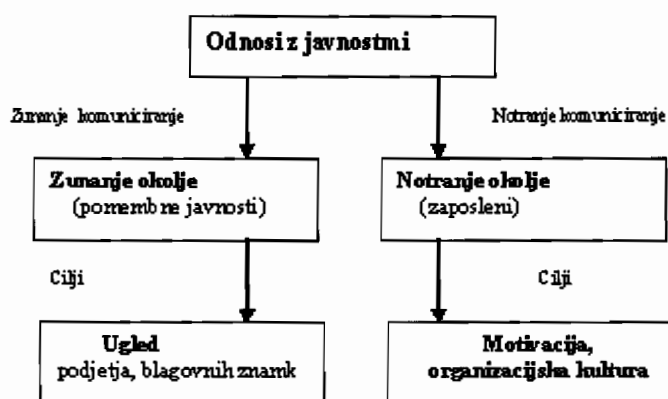 Odnosi z javnostmi
Zunanje komuniciranje
Notranje komuniciranje
Zunanje okolje
(pomembne javnosti)
Notranje okolje
(zaposleni)
Cilji
Cilji
Ugled
podjetja, blagovnih znamk
Motivacija,
organizacijska kultura